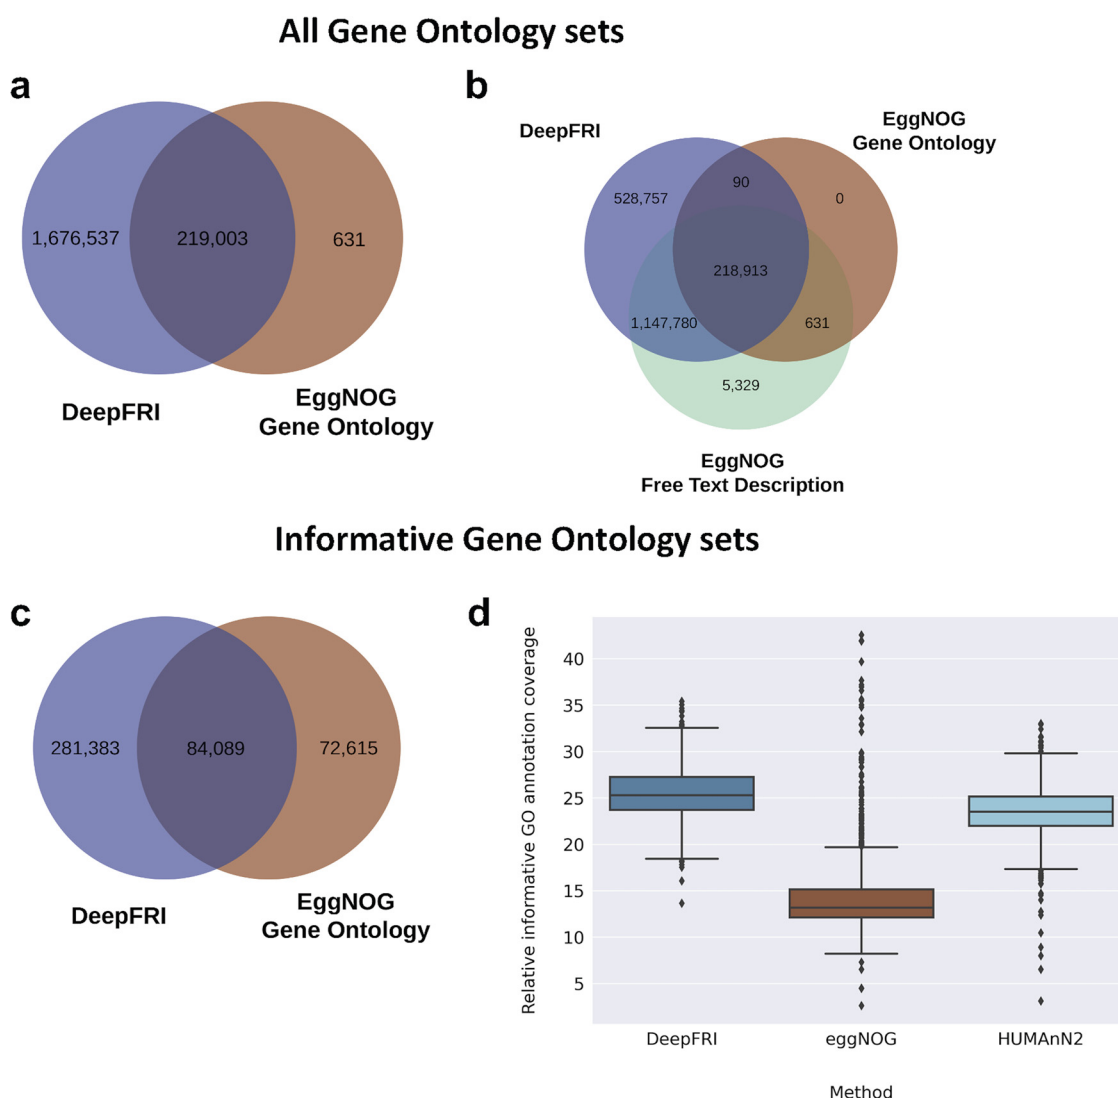 All Gene Ontology sets
a
1,676,537
219,003
631
DeepFRI
EggNOG
Gene Ontology
b
DeepFRI
EggNOG
Gene Ontology
528,757
90
0
218,913
1,147,780
631
5,329
EggNOG
Free Text Description
Informative Gene Ontology sets
c
281,383
84,089
72,615
DeepFRI
EggNOG
Gene Ontology
d
Relative informative GO annotation coverage
40
35
30
25
20
15
10
5
DeepFRI
eggNOG
HUMAnN2
Method